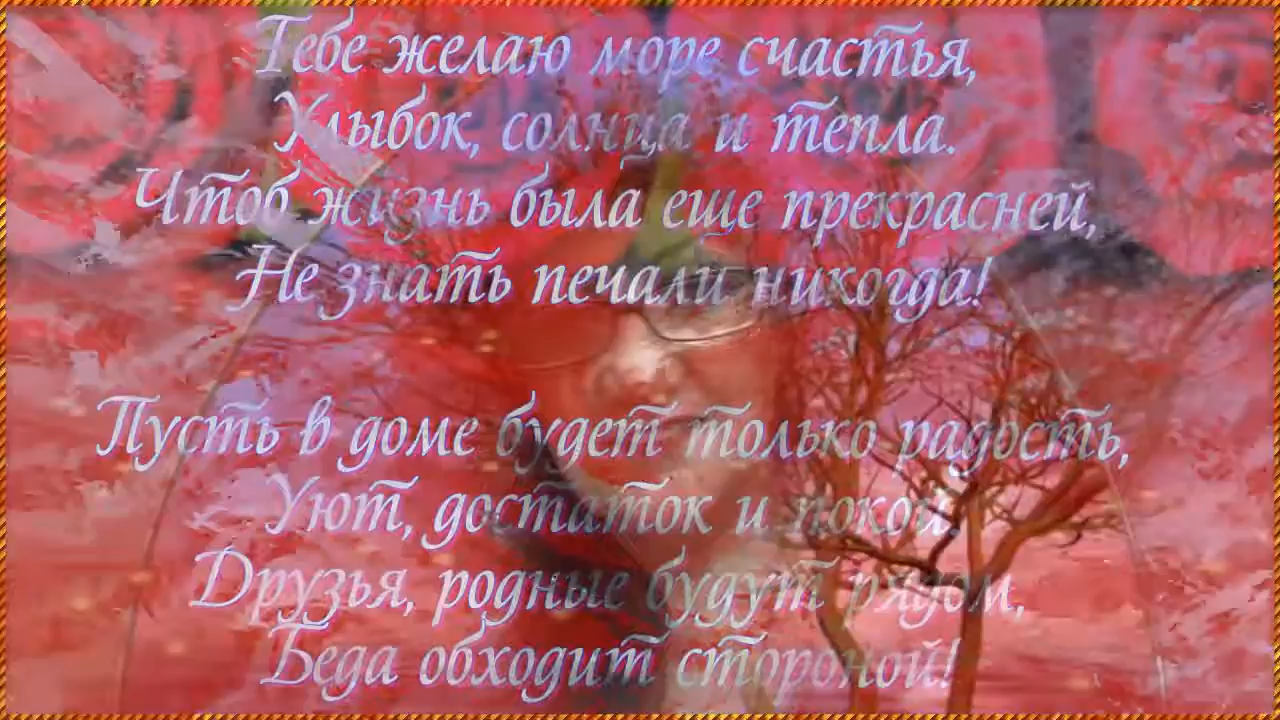 Тебе желаю море счастья,
Улыбок, солнца и тепла.
Чтоб жизнь была еще прекрасней,
Не знать печали никогда!
Пусть в доме будет только радость,
Уют, достаток и покой.
Друзья, родные будут рядом,
Беда обходит стороной!